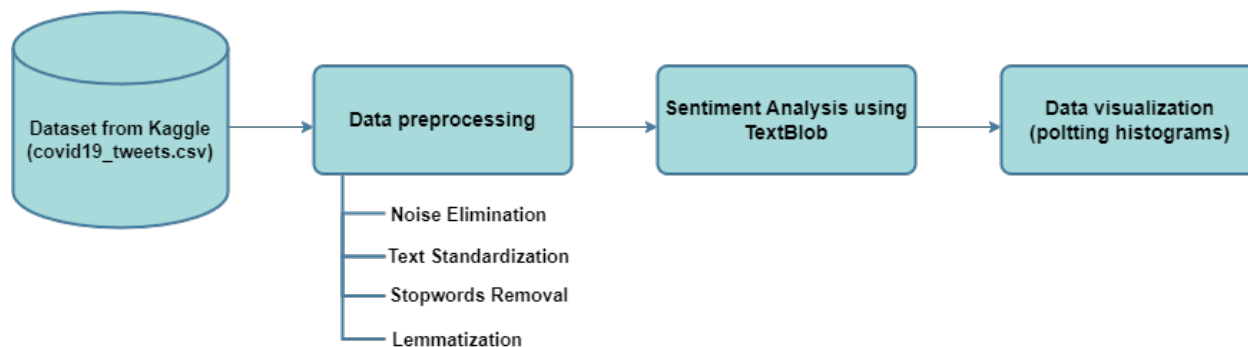 Dataset from Kaggle
(covid19_tweets.csv)
Data preprocessing
Noise Elimination
Text Standardization
Stopwords Removal
Lemmatization
Sentiment Analysis using
TextBlob
Data visualization
(poltting histograms)